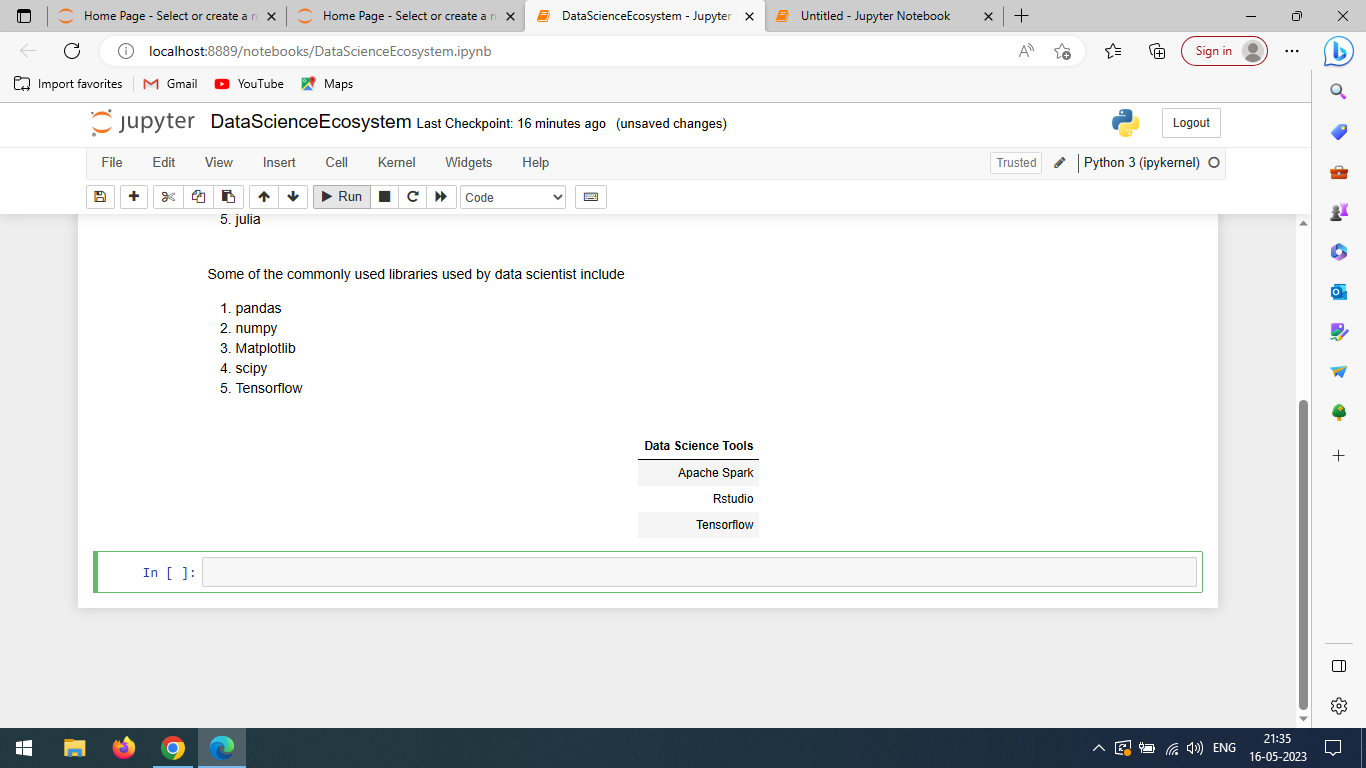 Home Page - Select or create a n
Home Page - Select or create a n
DataScienceEcosystem - Jupyter
Untitled - Jupyter Notebook
localhost:8889/notebooks/DataScienceEcosystem.ipynb
Sign in
Import favorites
Gmail
YouTube
Maps
jupyter DataScienceEcosystem Last Checkpoint: 16 minutes ago (unsaved changes)
Logout
File Edit View Insert Cell Kernel Widgets Help
Trusted
Python 3 (ipykernel)
Run
Code
5. julia
Some of the commonly used libraries used by data scientist include
1. pandas
2. numpy
3. Matplotlib
4. scipy
5. Tensorflow
Data Science Tools
Apache Spark
Rstudio
Tensorflow
In [ ]:
ENG
21:35
16-05-2023